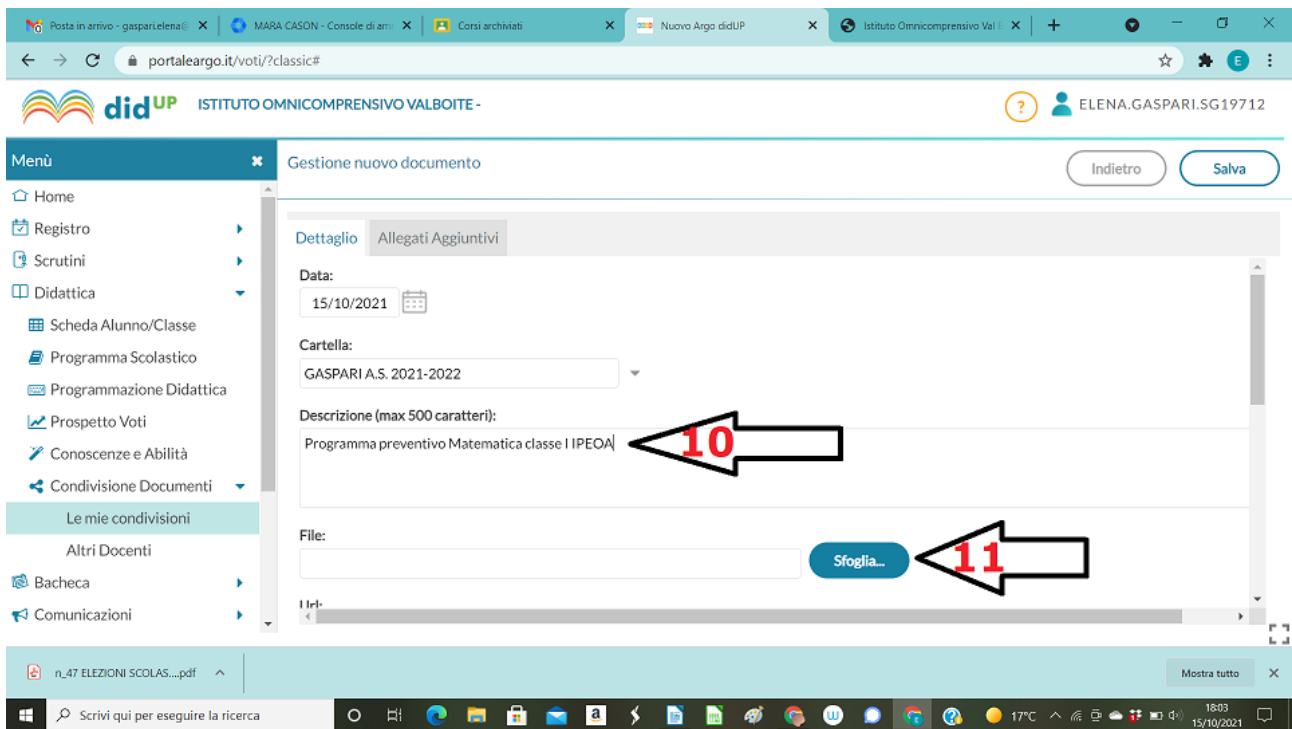 Posta in arrivo - gaspari.elena@
MARA CASON - Console di am
Corsi archiviati
Nuovo Argo didUP
Istituto Omnicomprensivo Val
portaleargo.it/voti/?classic#
E
didUP
ISTITUTO OMNICOMPRENSIVO VALBOITE -
?
ELENA.GASPARI.SG19712
Menù
Gestione nuovo documento
Indietro
Salva
Home
Registro
Scrutini
Didattica
Scheda Alunno/Classe
Programma Scolastico
Programmazione Didattica
Prospetto Voti
Conoscenze e Abilità
Condivisione Documenti
Le mie condivisioni
Altri Docenti
Bacheca
Comunicazioni
Dettaglio
Allegati Aggiuntivi
Data:
15/10/2021
Cartella:
GASPARI A.S. 2021-2022
Descrizione (max 500 caratteri):
Programma preventivo Matematica classe I IPEOA
10
File:
Sfoglia...
11
Url:
n_47 ELEZIONI SCOLAS....pdf
Mostra tutto
Scrivi qui per eseguire la ricerca
17°C
18:03
15/10/2021